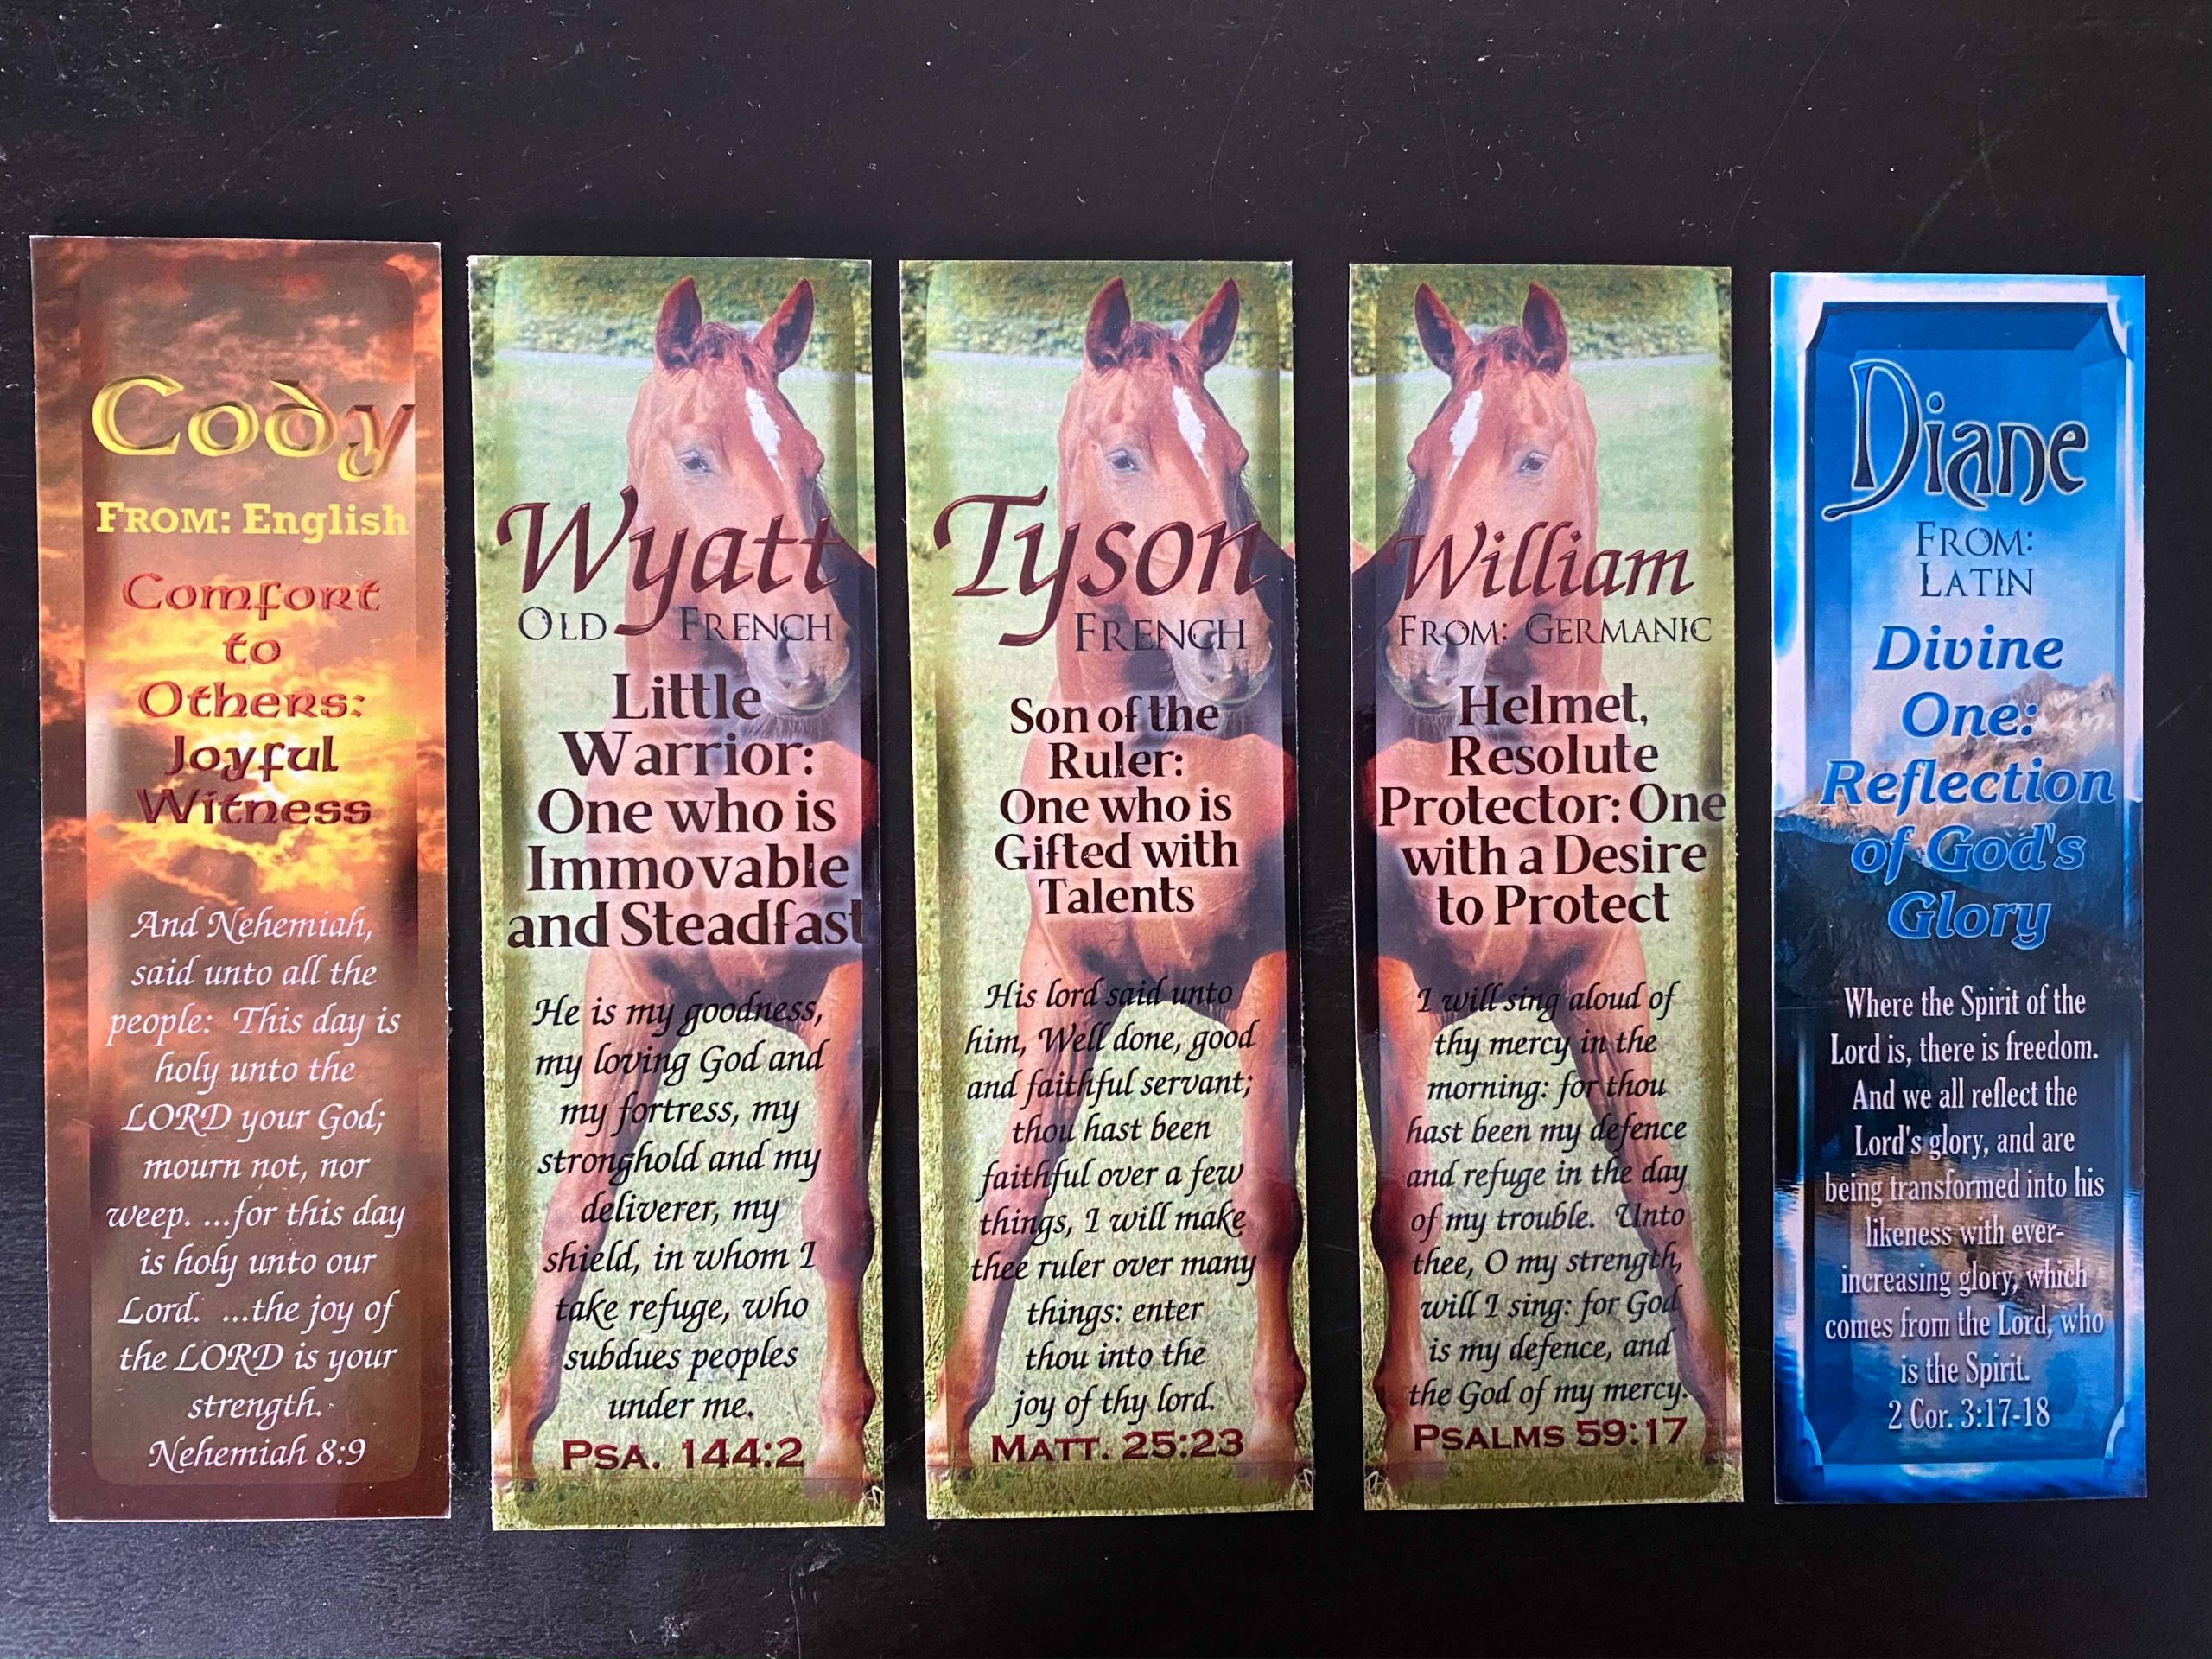 Cody
FROM: English
Comfort
to
Others:
Joyful
Witness
And Nehemiah,
said unto all the
people: This day is
holy unto the
LORD your God;
mourn not, nor
weep. ...for this day
is holy unto our
Lord. ...the joy of
the LORD is your
strength.
Nehemiah 8:9
Wyatt
OLD FRENCH
Little
Warrior:
One who is
Immovable
and Steadfast
He is my goodness,
my loving God and
my fortress, my
stronghold and my
deliverer, my
shield, in whom I
take refuge, who
subdues peoples
under me.
PSA. 144:2
Tyson
FRENCH
Son of the
Ruler:
One who is
Gifted with
Talents
His lord said unto
him, Well done, good
and faithful servant;
thou hast been
faithful over a few
things, I will make
thee ruler over many
things: enter
thou into the
joy of thy lord.
MATT. 25:23
William
FROM: GERMANIC
Helmet,
Resolute
Protector: One
with a Desire
to Protect
I will sing aloud of
thy mercy in the
morning: for thou
hast been my defence
and refuge in the day
of my trouble. Unto
thee, O my strength,
will I sing: for God
is my defence, and
the God of my mercy.
PSALMS 59:17
Diane
FROM:
LATIN
Divine
One:
Reflection
of God's
Glory
Where the Spirit of the
Lord is, there is freedom.
And we all reflect the
Lord's glory, and are
being transformed into his
likeness with ever-
increasing glory, which
comes from the Lord, who
is the Spirit.
2 Cor. 3:17-18